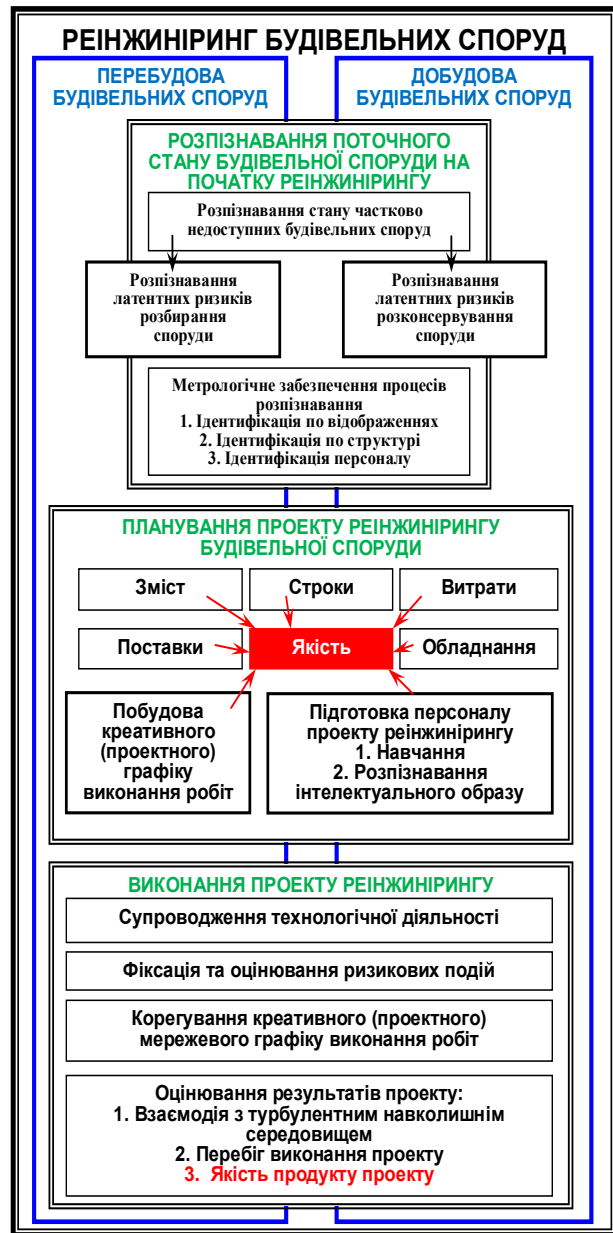 РЕІНЖИНІРИНГ БУДІВЕЛЬНИХ СПОРУД
ПЕРЕБУДОВА
БУДІВЕЛЬНИХ СПОРУД
ДОБУДОВА
БУДІВЕЛЬНИХ СПОРУД
РОЗПІЗНАВАННЯ ПОТОЧНОГО
СТАНУ БУДІВЕЛЬНОЇ СПОРУДИ НА
ПОЧАТКУ РЕІНЖИНІРИНГУ
Розпізнавання стану частково
недоступних будівельних споруд
Розпізнавання
латентних ризиків
розбирання
споруди
Розпізнавання
латентних ризиків
розконсервування
споруди
Метрологічне забезпечення процесів
розпізнавання
1. Ідентифікація по відображеннях
2. Ідентифікація по структурі
3. Ідентифікація персоналу
ПЛАНУВАННЯ ПРОЕКТУ РЕІНЖИНІРИНГУ
БУДІВЕЛЬНОЇ СПОРУДИ
Зміст
Строки
Витрати
Поставки
Якість
Обладнання
Побудова
креативного
(проектного)
графіку
виконання робіт
Підготовка персоналу
проекту реінжинірингу
1. Навчання
2. Розпізнавання
інтелектуального образу
ВИКОНАННЯ ПРОЕКТУ РЕІНЖИНІРИНГУ
Супроводження технологічної діяльності
Фіксація та оцінювання ризикових подій
Корегування креативного (проектного)
мережевого графіку виконання робіт
Оцінювання результатів проекту:
1. Взаємодія з турбулентним навколишнім
середовищем
2. Перебіг виконання проекту
3. Якість продукту проекту